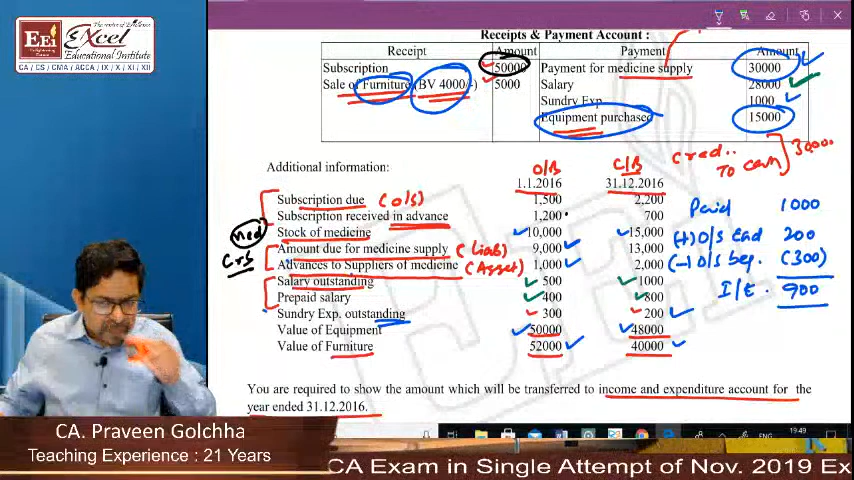 The centre of Excellence
EEi EXCEL
Enlightening Future
Educational Institute
CA / CS / CMA / ACCA / IX / X / XI / XII
Receipts & Payment Account :
Receipt Amount Payment Amount
Subscription 50000 Payment for medicine supply 30000
Sale of Furniture (BV 4000/-) 5000 Salary 28000
Sundry Exp. 1000
Equipment purchased 15000
Cred..
To Cash 30,000.
Additional information:
O/B C/B
1.1.2016 31.12.2016
Subscription due (O/S) 1,500 2,200
Subscription received in advance 1,200 700
Med Stock of medicine 10,000 15,000
Crs Amount due for medicine supply (Liab) 9,000 13,000
Advances to Suppliers of medicine (Asset) 1,000 2,000
Salary outstanding 500 1000
Prepaid salary 400 800
Sundry Exp. outstanding 300 200
Value of Equipment 50000 48000
Value of Furniture 52000 40000
Paid 1000
(+) O/S End 200
(-) O/S beg. (300)
I/E. 900
You are required to show the amount which will be transferred to income and expenditure account for the
year ended 31.12.2016.
19:49
ENG
CA. Praveen Golchha
Teaching Experience : 21 Years
CA Exam in Single Attempt of Nov. 2019 Ex